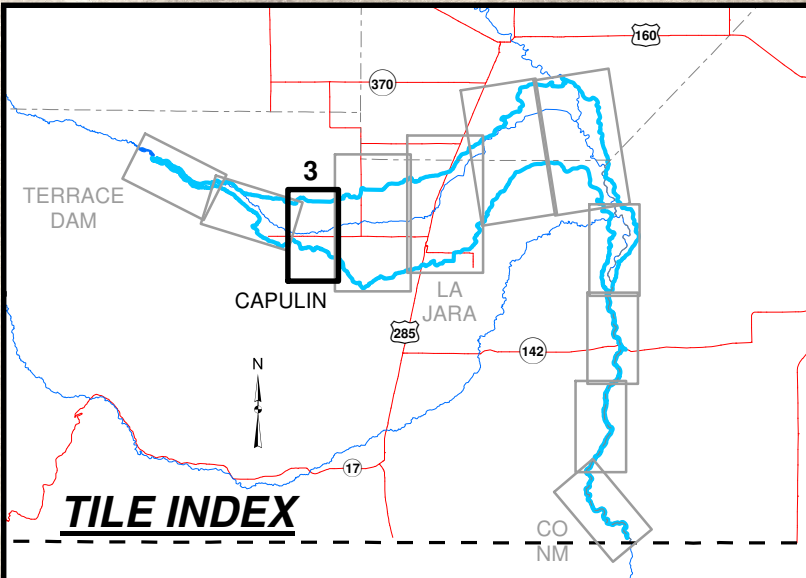 160
370
3
TERRACE
DAM
CAPULIN
LA
JARA
285
142
N
17
TILE INDEX
CO
NM